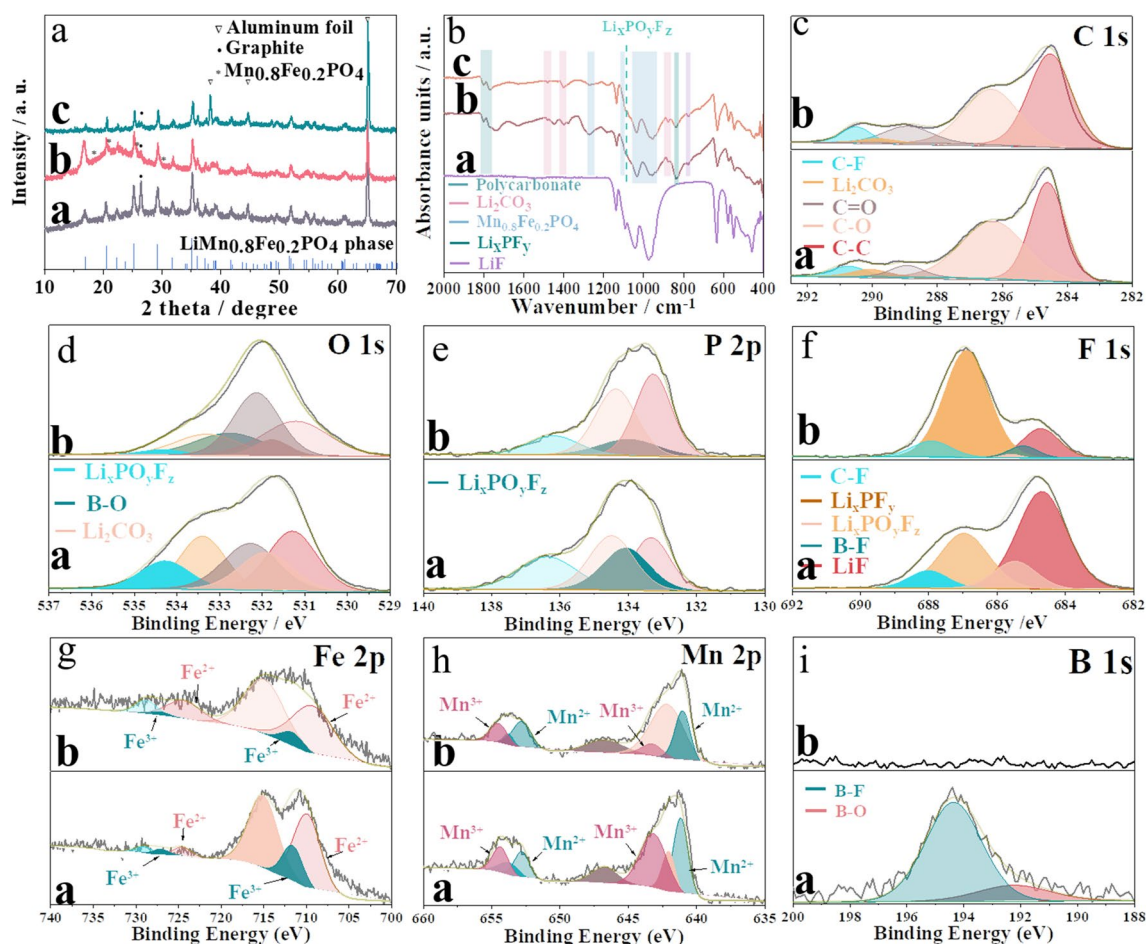 a
▽ Aluminum foil
• Graphite
* Mn0.8Fe0.2PO4
c
b
a
LiMn0.8Fe0.2PO4 phase
Intensity / a. u.
10 20 30 40 50 60 70
2 theta / degree
b
LixPOyFz
c
b
a
Polycarbonate
Li2CO3
Mn0.8Fe0.2PO4
LixPFy
LiF
Absorbance units / a.u.
2000 1800 1600 1400 1200 1000 800 600 400
Wavenumber / cm-1
c
C 1s
b
C-F
Li2CO3
C=O
C-O
C-C
a
292 290 288 286 284 282
Binding Energy / eV
d
O 1s
b
LixPOyFz
B-O
Li2CO3
a
537 536 535 534 533 532 531 530 529
Binding Energy / eV
e
P 2p
b
LixPOyFz
a
140 138 136 134 132 130
Binding Energy (eV)
f
F 1s
b
C-F
LixPFy
LixPOyFz
B-F
LiF
a
692 690 688 686 684 682
Binding Energy /eV
g
Fe 2p
Fe2+
Fe2+
Fe3+
Fe3+
b
Fe2+
Fe2+
Fe3+
Fe3+
a
740 735 730 725 720 715 710 705 700
Binding Energy (eV)
h
Mn 2p
Mn3+
Mn2+
Mn3+
Mn2+
b
Mn3+
Mn2+
Mn3+
Mn2+
a
660 655 650 645 640 635
Binding Energy (eV)
i
B 1s
b
B-F
B-O
a
200 198 196 194 192 190 188
Binding Energy (eV)